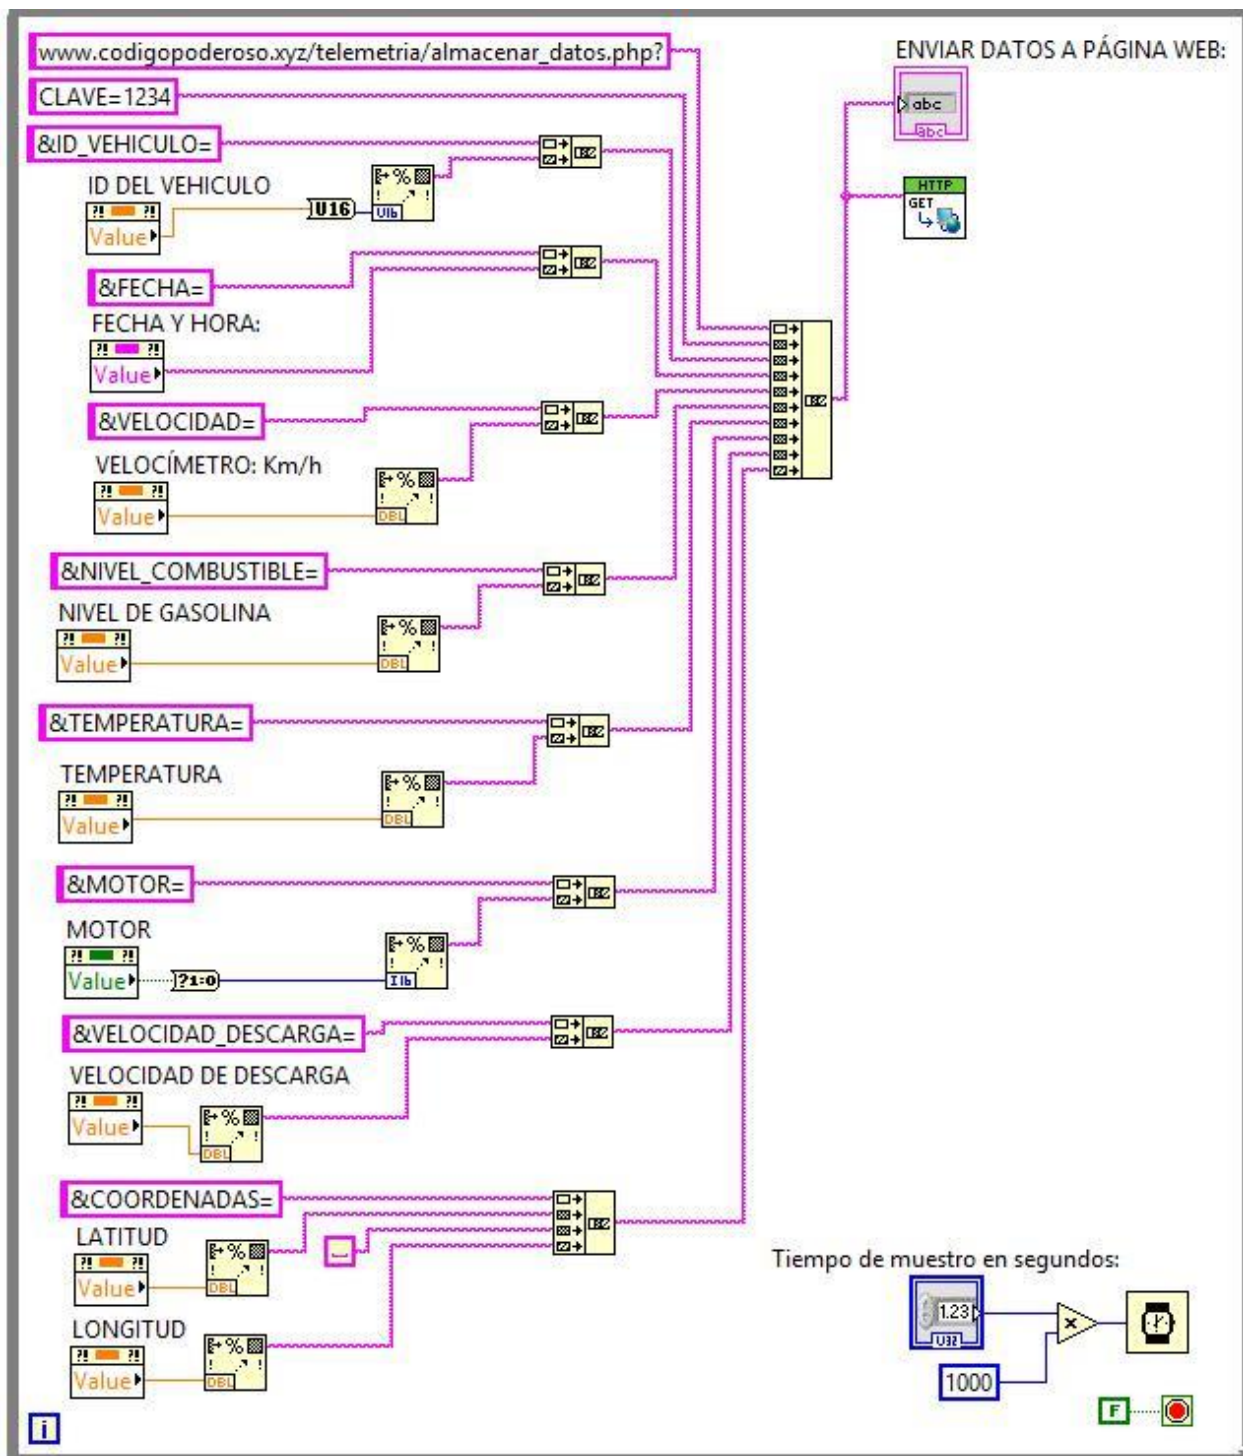 www.codigopoderoso.xyz/telemetria/almacenar_datos.php?
ENVIAR DATOS A PÁGINA WEB:
abc
abc
CLAVE=1234
&ID_VEHICULO=
ID DEL VEHICULO
Value
U16
U16
HTTP
GET
&FECHA=
FECHA Y HORA:
Value
&VELOCIDAD=
VELOCÍMETRO: Km/h
Value
DBL
&NIVEL_COMBUSTIBLE=
NIVEL DE GASOLINA
Value
DBL
&TEMPERATURA=
TEMPERATURA
Value
DBL
&MOTOR=
MOTOR
Value
?1:0
I16
&VELOCIDAD_DESCARGA=
VELOCIDAD DE DESCARGA
Value
DBL
&COORDENADAS=
LATITUD
Value
DBL
LONGITUD
Value
DBL
Tiempo de muestro en segundos:
1.23
U32
x
1000
F
i